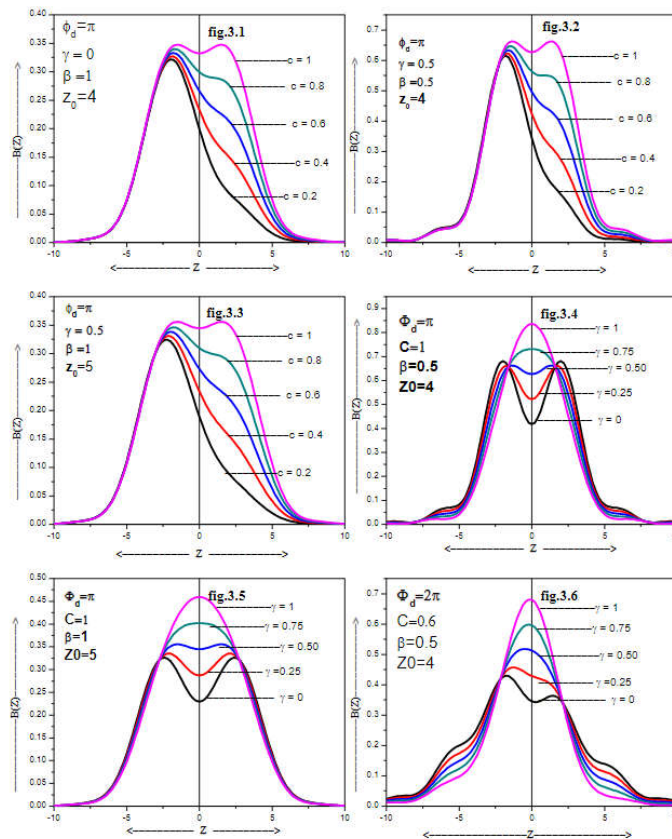 ϕd=π
γ = 0
β =1
Z0=4
fig.3.1
c = 1
c = 0.8
c = 0.6
c = 0.4
c = 0.2
0.40
0.35
0.30
0.25
0.20
0.15
0.10
0.05
0.00
B(Z)
-10 -5 0 5 10
<---------------- Z ---------------->
ϕd=π
γ = 0.5
β =0.5
z0=4
fig.3.2
c = 1
c = 0.8
c = 0.6
c = 0.4
c = 0.2
0.7
0.6
0.5
0.4
0.3
0.2
0.1
0.0
B(Z)
-10 -5 0 5 10
<---------------- Z ---------------->
ϕd=π
γ = 0.5
β =1
z0=5
fig.3.3
c = 1
c = 0.8
c = 0.6
c = 0.4
c = 0.2
0.40
0.35
0.30
0.25
0.20
0.15
0.10
0.05
0.00
B(Z)
-10 -5 0 5 10
<---------------- Z ---------------->
Φd=π
C=1
β=0.5
Z0=4
fig.3.4
γ = 1
γ = 0.75
γ = 0.50
γ =0.25
γ = 0
0.9
0.8
0.7
0.6
0.5
0.4
0.3
0.2
0.1
0.0
B(Z)
-10 -5 0 5 10
<---------------- Z ---------------->
Φd=π
C=1
β=1
Z0=5
fig.3.5
γ = 1
γ = 0.75
γ = 0.50
γ = 0.25
γ = 0
0.50
0.45
0.40
0.35
0.30
0.25
0.20
0.15
0.10
0.05
0.00
B(Z)
-10 -5 0 5 10
<---------------- Z ---------------->
Φd=2π
C=0.6
β=0.5
Z0=4
fig.3.6
γ = 1
γ = 0.75
γ = 0.50
γ =0.25
γ = 0
0.7
0.6
0.5
0.4
0.3
0.2
0.1
0.0
B(Z)
-10 -5 0 5 10
<---------------- Z ---------------->